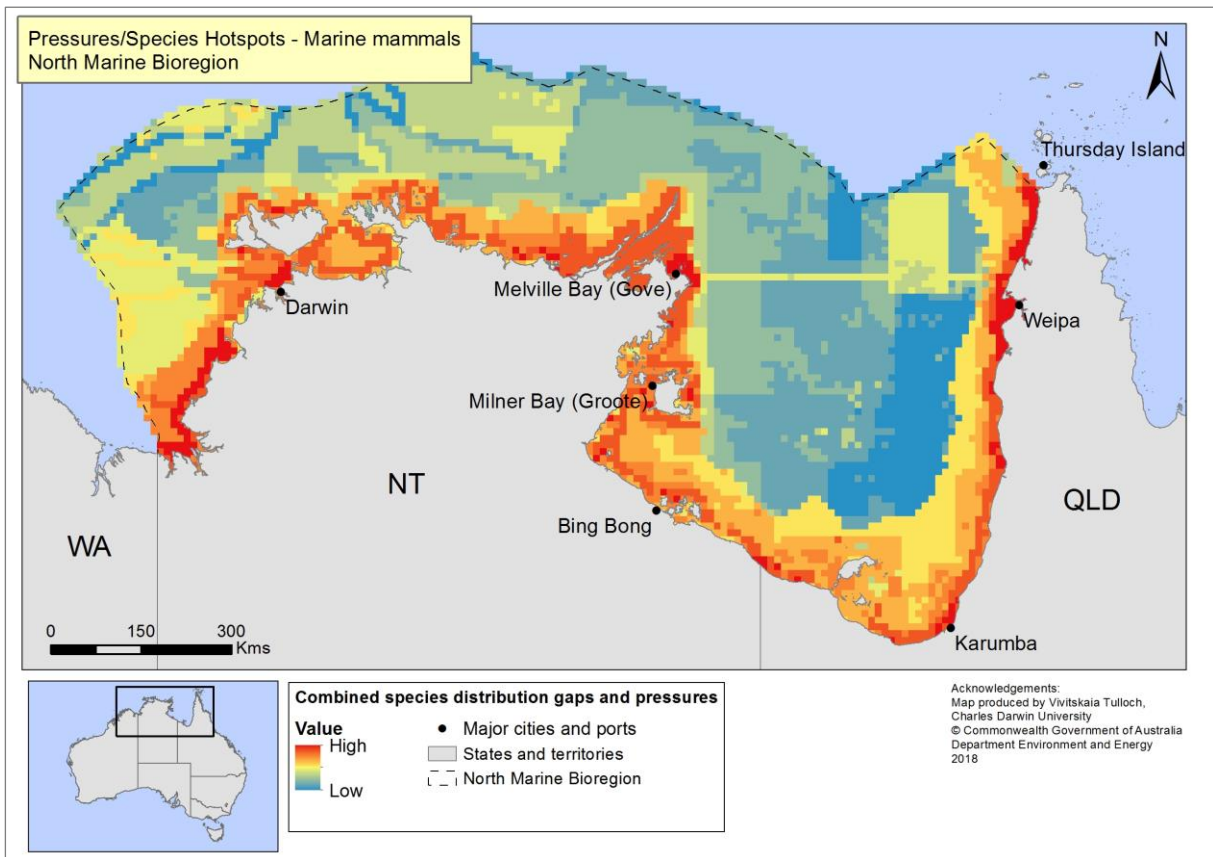 Pressures/Species Hotspots - Marine mammals
North Marine Bioregion
N
Thursday Island
Melville Bay (Gove)
Darwin
Weipa
Milner Bay (Groote)
NT
QLD
Bing Bong
WA
0 150 300
Kms
Karumba
Combined species distribution gaps and pressures
Value
High
Low
Major cities and ports
States and territories
North Marine Bioregion
Acknowledgements:
Map produced by Vivitskaia Tulloch,
Charles Darwin University
© Commonwealth Government of Australia
Department Environment and Energy
2018